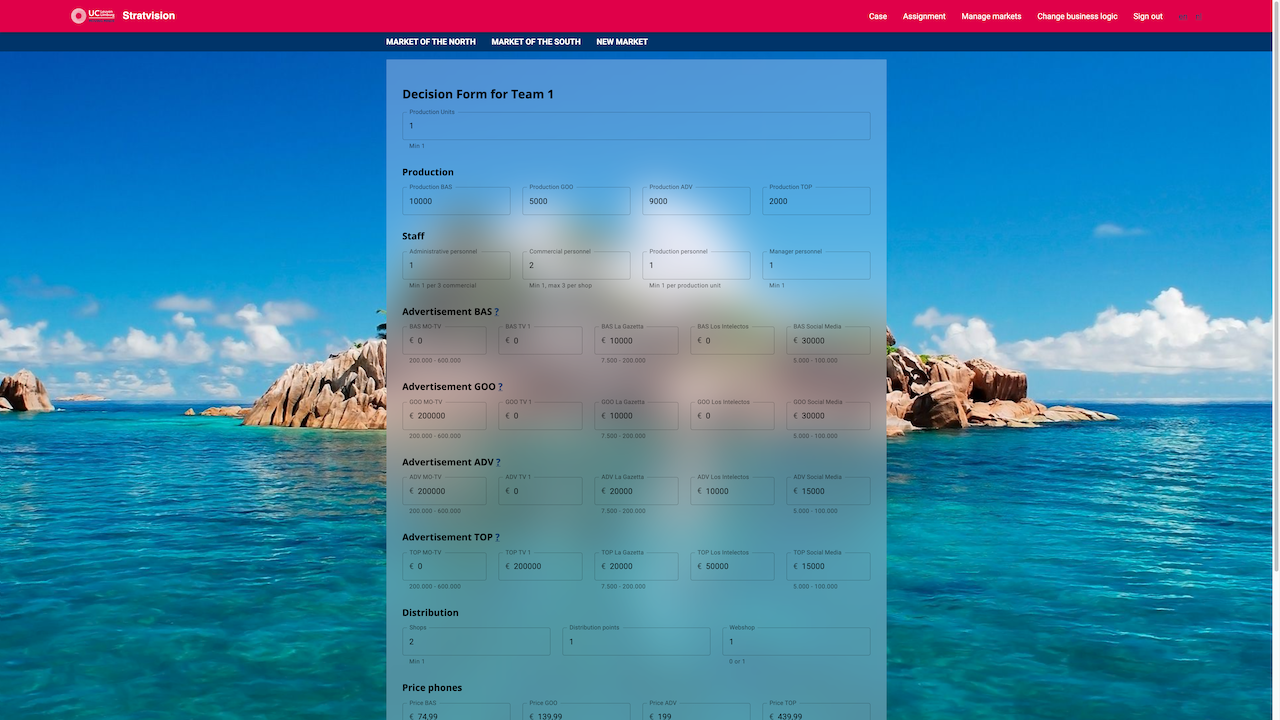 UC Stratvision Case Assignment Manage markets Change business logic Sign out
MARKET OF THE NORTH MARKET OF THE SOUTH NEW MARKET
Decision Form for Team 1
Production Units
1
Min 1
Production
Production BAS Production GOO Production ADV Production TOP
10000 5000 9000 2000
Staff
Administrative personnel Commercial personnel Production personnel Manager personnel
1 2 1 1
Min 1 per 3 commercial Min 1, max 3 per shop Min 1 per production unit Min 1
Advertisement BAS ?
BAS MO-TV BAS TV 1 BAS La Gazetta BAS Los Intelectos BAS Social Media
€ 0 € 0 € 10000 € 0 € 30000
200.000 - 600.000 7.500 - 200.000 5.000 - 100.000
Advertisement GOO ?
GOO MO-TV GOO TV 1 GOO La Gazetta GOO Los Intelectos GOO Social Media
€ 200000 € 0 € 10000 € 0 € 30000
200.000 - 600.000 7.500 - 200.000 5.000 - 100.000
Advertisement ADV ?
ADV MO-TV ADV TV 1 ADV La Gazetta ADV Los Intelectos ADV Social Media
€ 200000 € 0 € 20000 € 10000 € 15000
200.000 - 600.000 7.500 - 200.000 5.000 - 100.000
Advertisement TOP ?
TOP MO-TV TOP TV 1 TOP La Gazetta TOP Los Intelectos TOP Social Media
€ 0 € 200000 € 20000 € 50000 € 15000
200.000 - 600.000 7.500 - 200.000 5.000 - 100.000
Distribution
Shops Distribution points Webshop
2 1 1
Min 1 0 or 1
Price phones
Price BAS Price GOO Price ADV Price TOP
€ 74,99 € 139,99 € 199 € 439,99